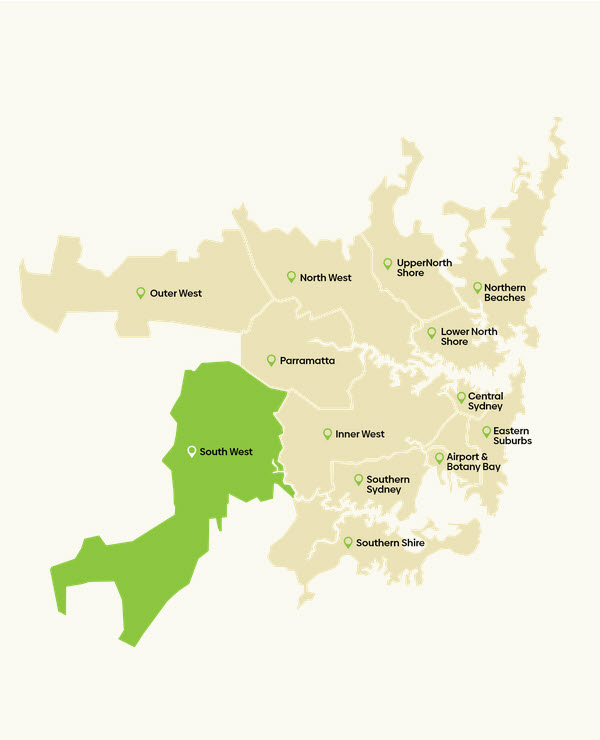 UpperNorth
Shore
North West
Northern
Beaches
Outer West
Lower North
Shore
Parramatta
Central
Sydney
Inner West
Eastern
Suburbs
South West
Airport &
Botany Bay
Southern
Sydney
Southern Shire